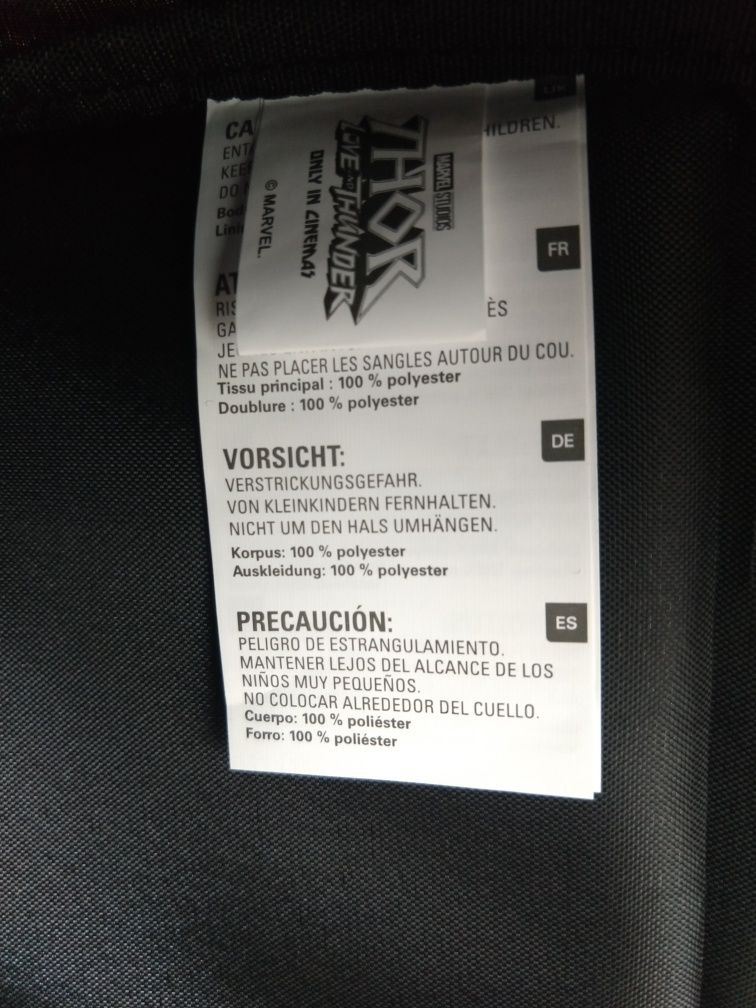 UK
CA
HILDREN.
ENT
KEE
DO
Bod
Lini
MARVEL STUDIOS
THOR
LOVE AND THUNDER
ONLY IN CINEMAS
© MARVEL.
FR
AT
RIS
ÈS
GA
JE
NE PAS PLACER LES SANGLES AUTOUR DU COU.
Tissu principal : 100 % polyester
Doublure : 100 % polyester
DE
VORSICHT:
VERSTRICKUNGSGEFAHR.
VON KLEINKINDERN FERNHALTEN.
NICHT UM DEN HALS UMHÄNGEN.
Korpus: 100 % polyester
Auskleidung: 100 % polyester
ES
PRECAUCIÓN:
PELIGRO DE ESTRANGULAMIENTO.
MANTENER LEJOS DEL ALCANCE DE LOS
NIÑOS MUY PEQUEÑOS.
NO COLOCAR ALREDEDOR DEL CUELLO.
Cuerpo: 100 % poliéster
Forro: 100 % poliéster